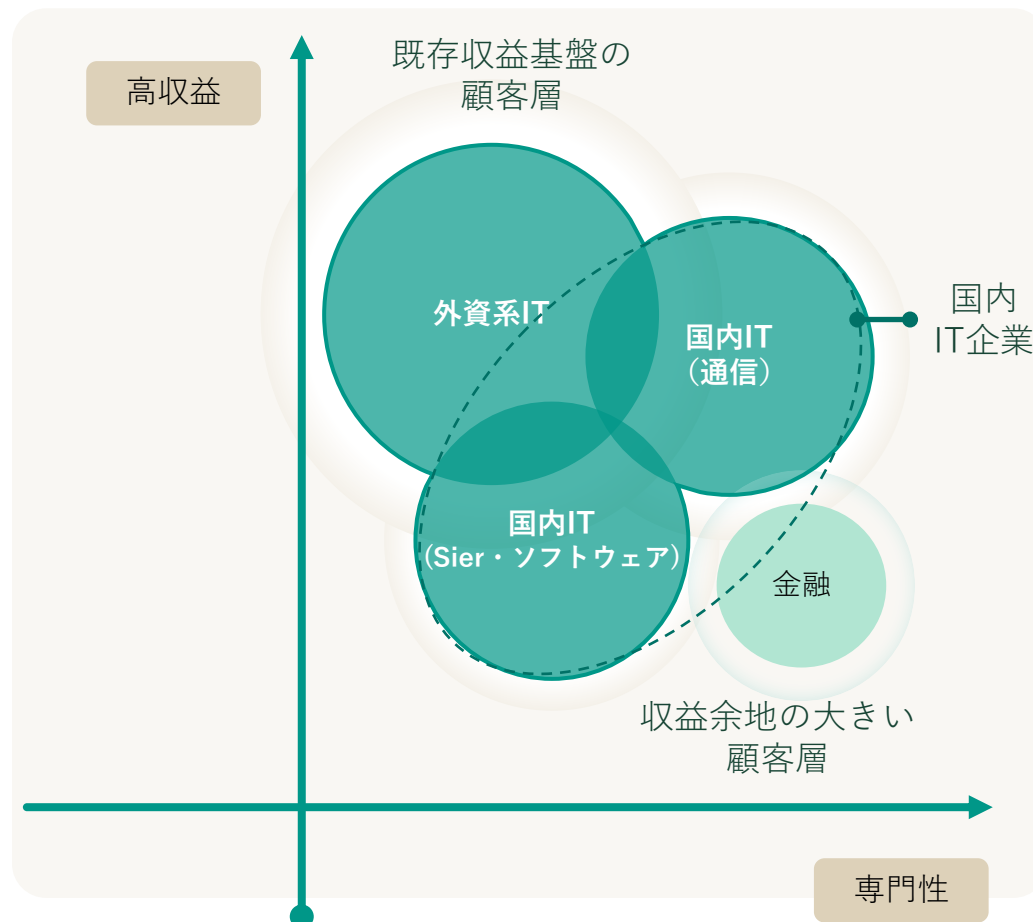 既存収益基盤の
顧客層
高収益
外資系IT
国内IT
（通信）
国内
IT企業
国内IT
（Sier・ソフトウェア）
金融
収益余地の大きい
顧客層
専門性